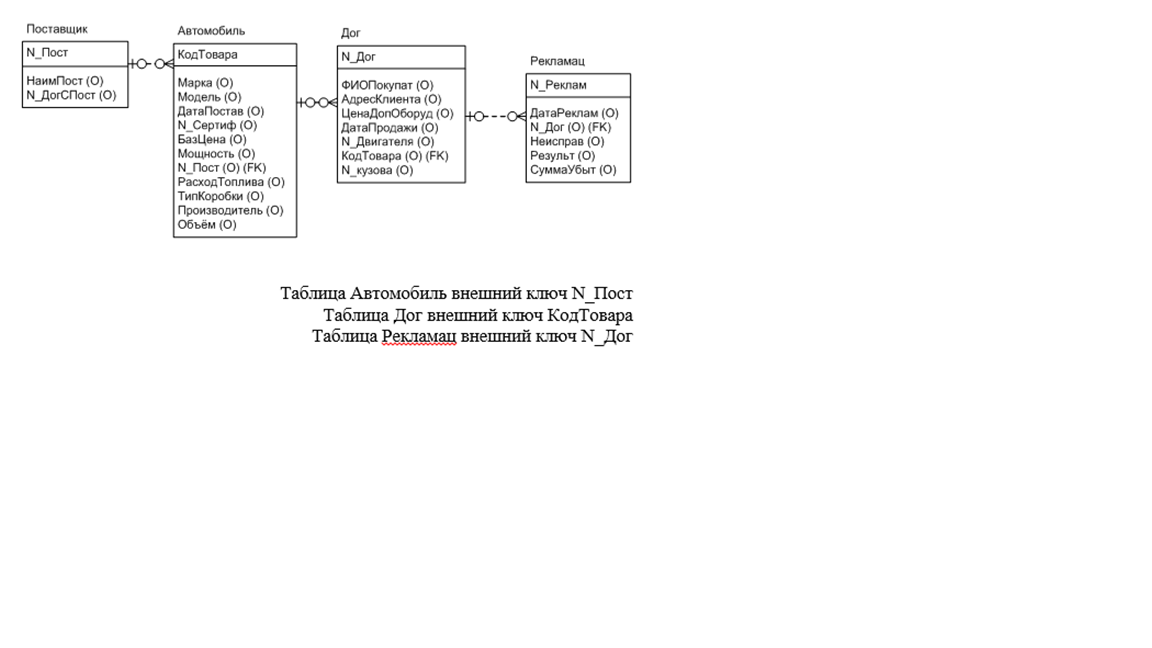 Поставщик
N_Пост
НаимПост (O)
N_ДогСПост (O)
Автомобиль
КодТовара
Марка (O)
Модель (O)
ДатаПостав (O)
N_Сертиф (O)
БазЦена (O)
Мощность (O)
N_Пост (O) (FK)
РасходТоплива (O)
ТипКоробки (O)
Производитель (O)
Объём (O)
Дог
N_Дог
ФИОПокупат (O)
АдресКлиента (O)
ЦенаДопОборуд (O)
ДатаПродажи (O)
N_Двигателя (O)
КодТовара (O) (FK)
N_кузова (O)
Рекламац
N_Реклам
ДатаРеклам (O)
N_Дог (O) (FK)
Неисправ (O)
Результ (O)
СуммаУбыт (O)
Таблица Автомобиль внешний ключ N_Пост
Таблица Дог внешний ключ КодТовара
Таблица Рекламац внешний ключ N_Дог